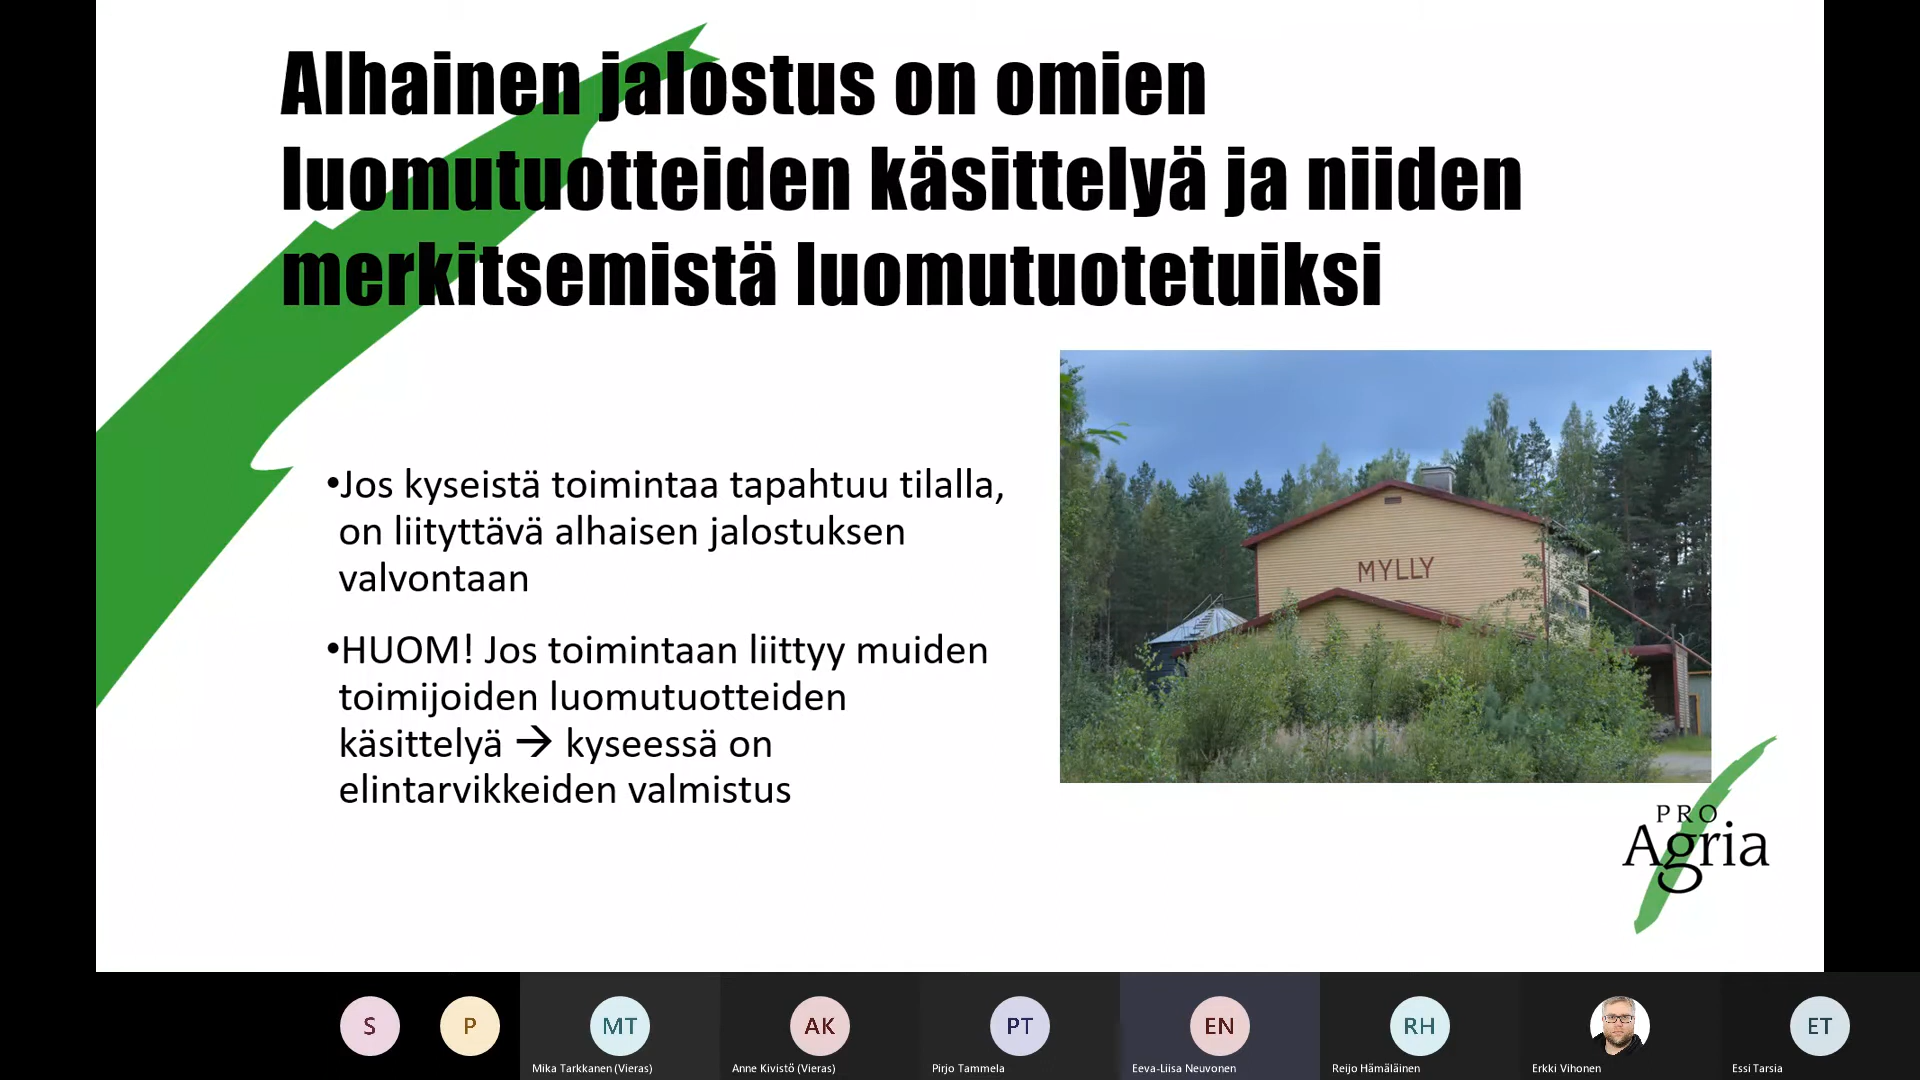 Alhainen jalostus on omien
luomutuotteiden käsittelyä ja niiden
merkitsemistä luomutuotetuiksi
•Jos kyseistä toimintaa tapahtuu tilalla,
on liityttävä alhaisen jalostuksen
valvontaan
•HUOM! Jos toimintaan liittyy muiden
toimijoiden luomutuotteiden
käsittelyä → kyseessä on
elintarvikkeiden valmistus
MYLLY
PRO
Agria
S
P
MT
AK
PT
EN
RH
ET
Mika Tarkkanen (Vieras)
Anne Kivistö (Vieras)
Pirjo Tammela
Eeva-Liisa Neuvonen
Reijo Hämäläinen
Erkki Vihonen
Essi Tarsia